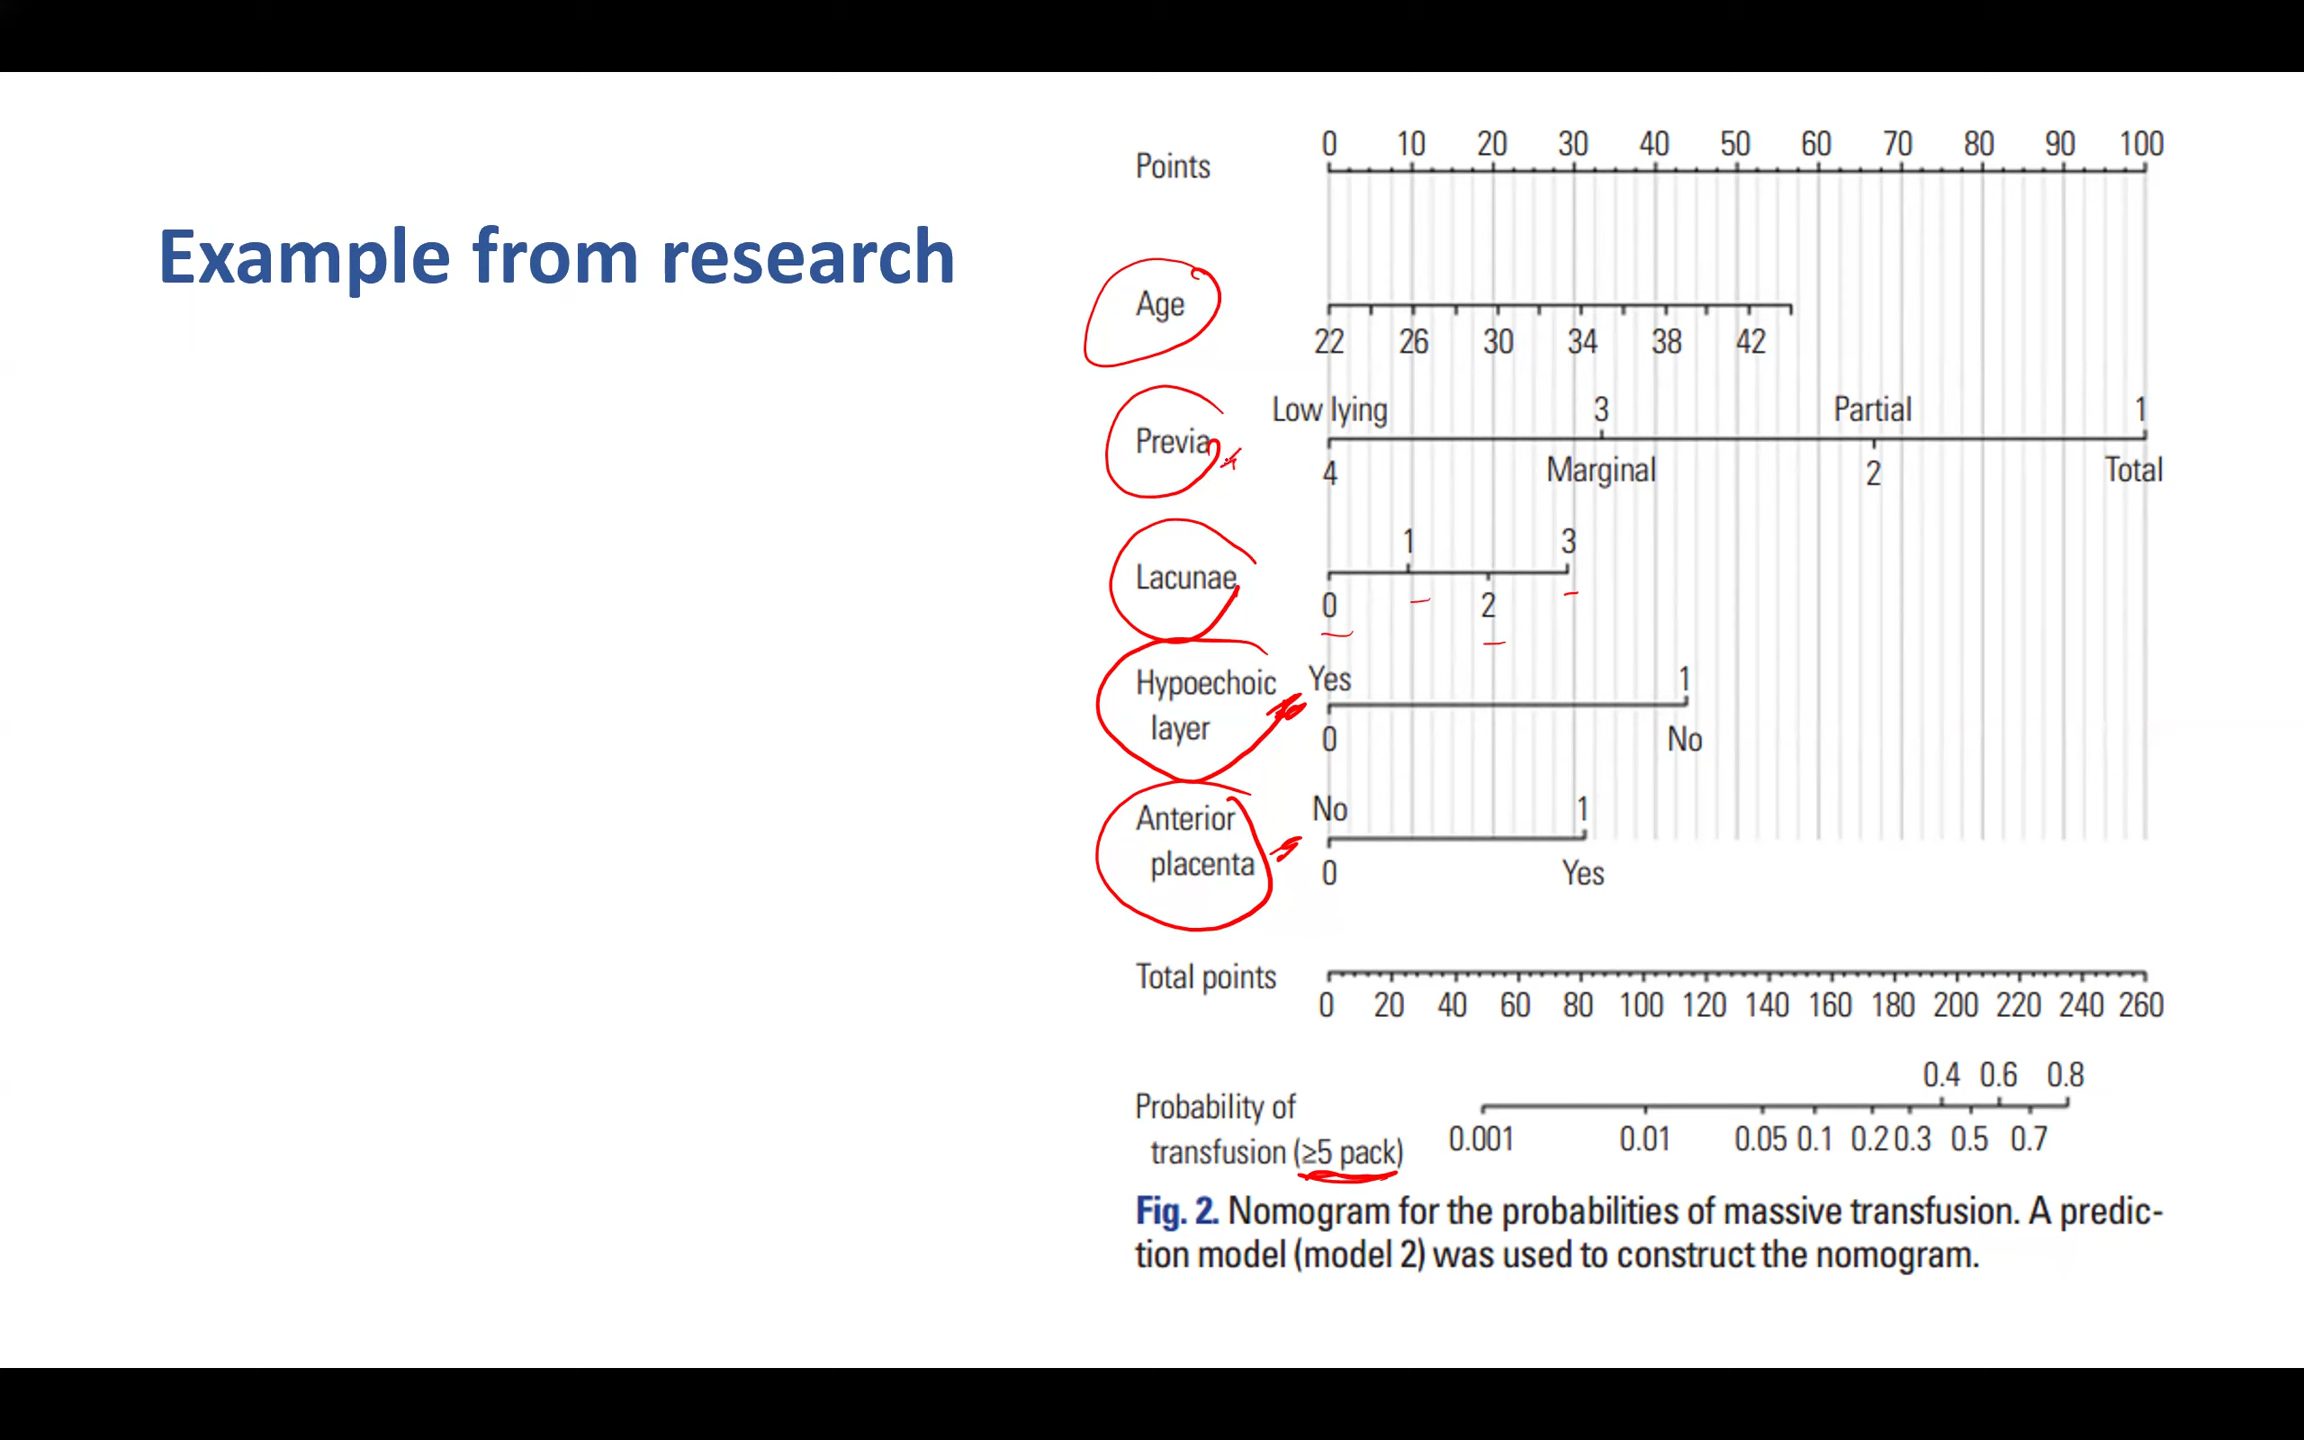 Example from research
Points
0 10 20 30 40 50 60 70 80 90 100
Age
22 26 30 34 38 42
Low lying 3 Partial 1
Previa
4 Marginal 2 Total
1 3
Lacunae
0 2
Hypoechoic Yes 1
layer
0 No
Anterior No 1
placenta
0 Yes
Total points
0 20 40 60 80 100 120 140 160 180 200 220 240 260
0.4 0.6 0.8
Probability of
transfusion (≥5 pack) 0.001 0.01 0.05 0.1 0.2 0.3 0.5 0.7
Fig. 2. Nomogram for the probabilities of massive transfusion. A predic-
tion model (model 2) was used to construct the nomogram.